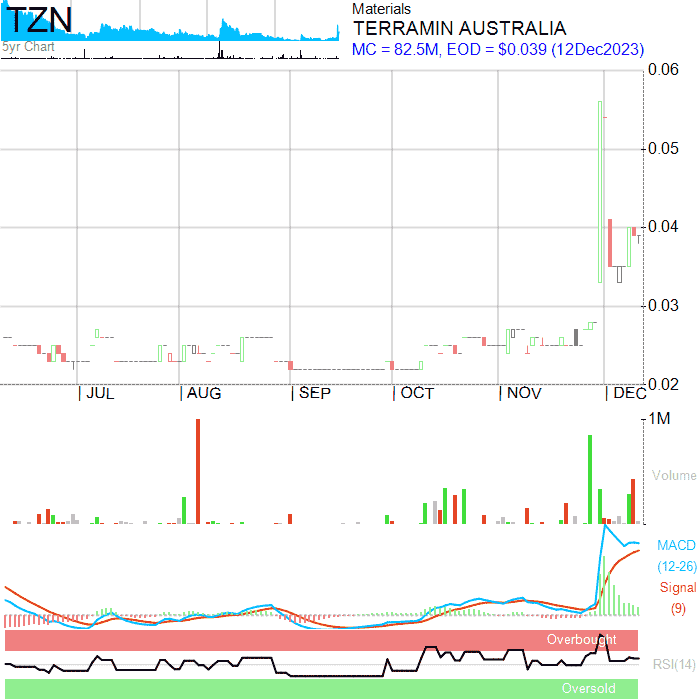 TZN
5yr Chart
Materials
TERRAMIN AUSTRALIA
MC = 82.5M, EOD = $0.039 (12Dec2023)
0.06
0.05
0.04
0.03
0.02
JUL
AUG
SEP
OCT
NOV
DEC
1M
Volume
MACD
(12-26)
Signal
(9)
Overbought
RSI(14)
Oversold